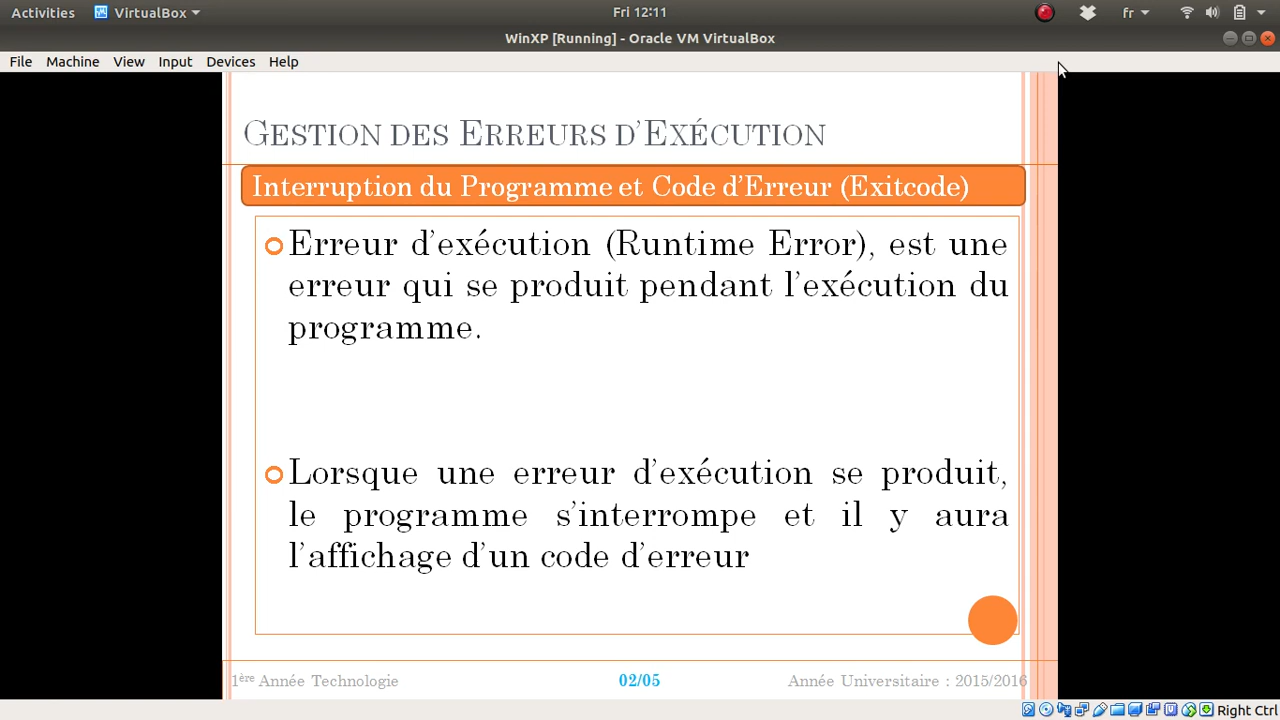 Activities VirtualBox Fri 12:11 fr
WinXP [Running] - Oracle VM VirtualBox
File Machine View Input Devices Help
GESTION DES ERREURS D'EXÉCUTION
Interruption du Programme et Code d'Erreur (Exitcode)
Erreur d'exécution (Runtime Error), est une
erreur qui se produit pendant l'exécution du
programme.
Lorsque une erreur d'exécution se produit,
le programme s'interrompe et il y aura
l'affichage d'un code d'erreur
1ère Année Technologie 02/05 Année Universitaire : 2015/2016
Right Ctrl